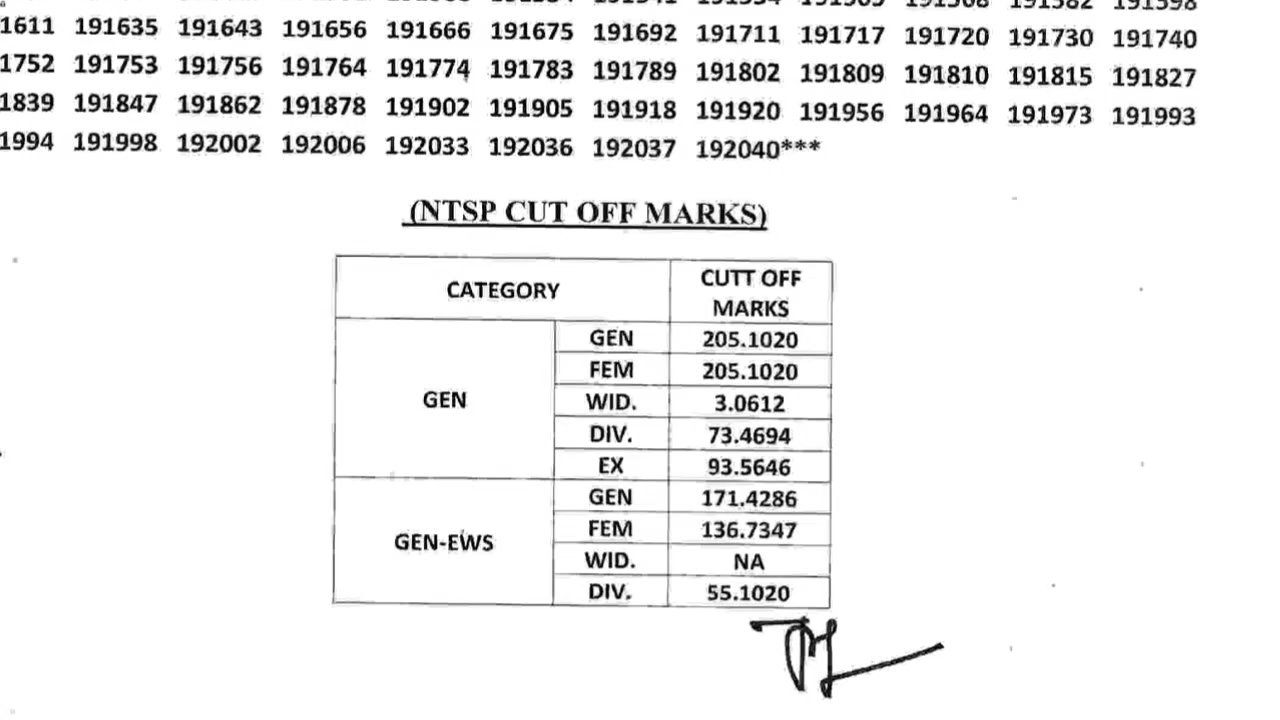 1611 191635 191643 191656 191666 191675 191692 191711 191717 191720 191730 191740
1752 191753 191756 191764 191774 191783 191789 191802 191809 191810 191815 191827
1839 191847 191862 191878 191902 191905 191918 191920 191956 191964 191973 191993
1994 191998 192002 192006 192033 192036 192037 192040***
(NTSP CUT OFF MARKS)
CATEGORY CUTT OFF
MARKS
GEN
GEN 205.1020
FEM 205.1020
WID. 3.0612
DIV. 73.4694
EX 93.5646
GEN-EWS
GEN 171.4286
FEM 136.7347
WID. NA
DIV. 55.1020